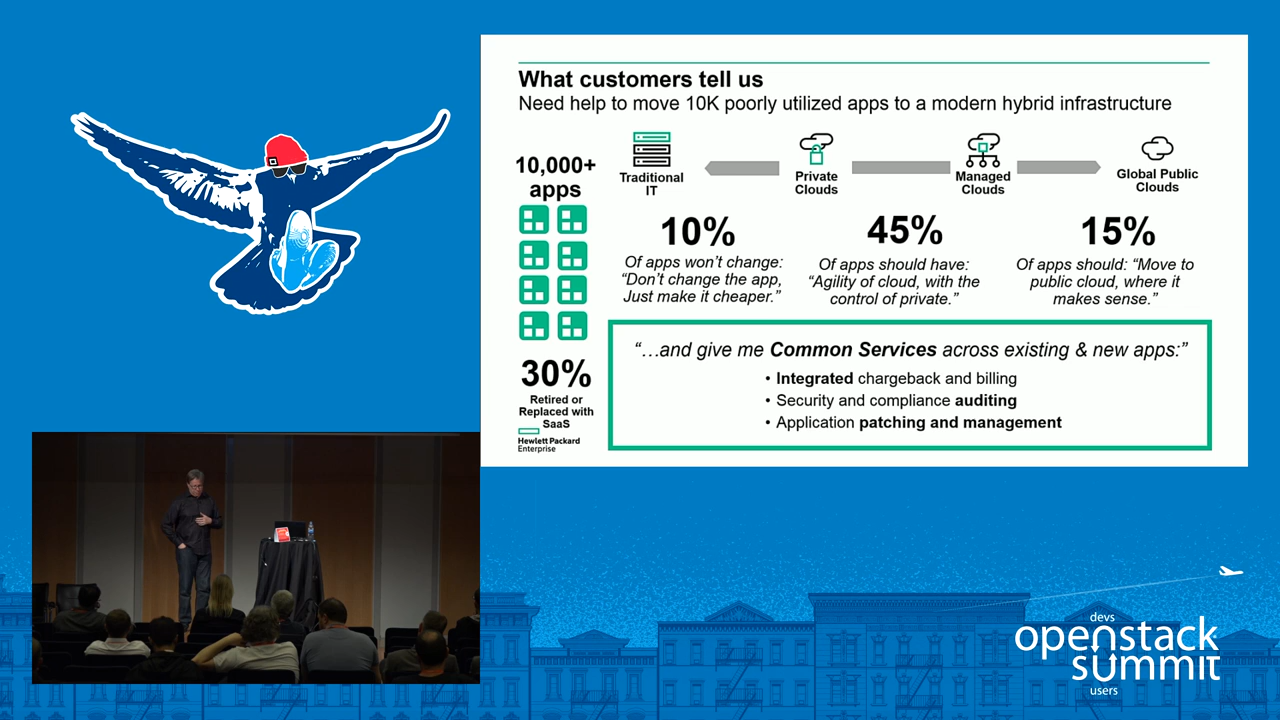 What customers tell us
Need help to move 10K poorly utilized apps to a modern hybrid infrastructure
10,000+
apps
Traditional
IT
Private
Clouds
Managed
Clouds
Global Public
Clouds
10%
Of apps won’t change:
“Don’t change the app,
Just make it cheaper.”
45%
Of apps should have:
“Agility of cloud, with the
control of private.”
15%
Of apps should: “Move to
public cloud, where it
makes sense.”
30%
Retired or
Replaced with
SaaS
“…and give me Common Services across existing & new apps:”
• Integrated chargeback and billing
• Security and compliance auditing
• Application patching and management
Hewlett Packard
Enterprise
devs
openstack
summit
users